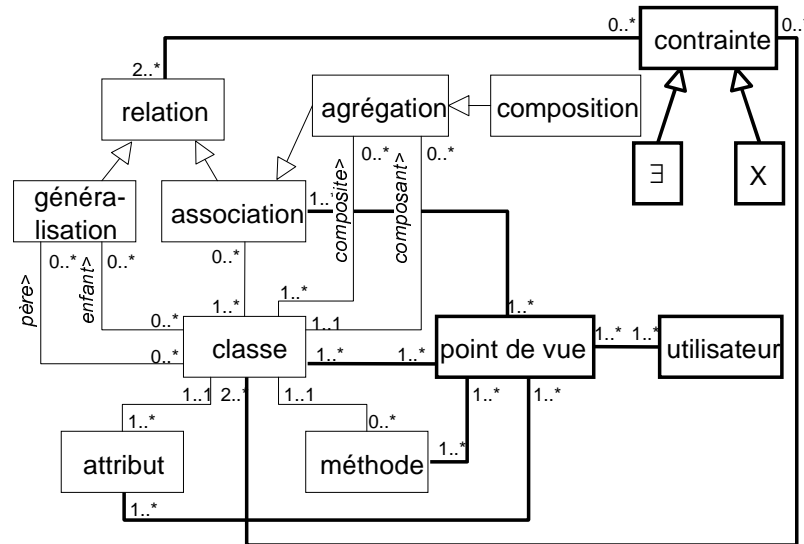 0..*
0..*
contrainte
2..*
relation
agrégation
composition
0..*
0..*
∃
X
généra-
lisation
association
1..*
composite>
composant>
0..*
0..*
0..*
père>
enfant>
1..*
1..*
1..*
0..*
1..1
classe
1..*
1..*
point de vue
1..*
1..*
utilisateur
0..*
1..1
2..*
1..1
1..*
1..*
1..*
0..*
1..*
attribut
méthode
1..*